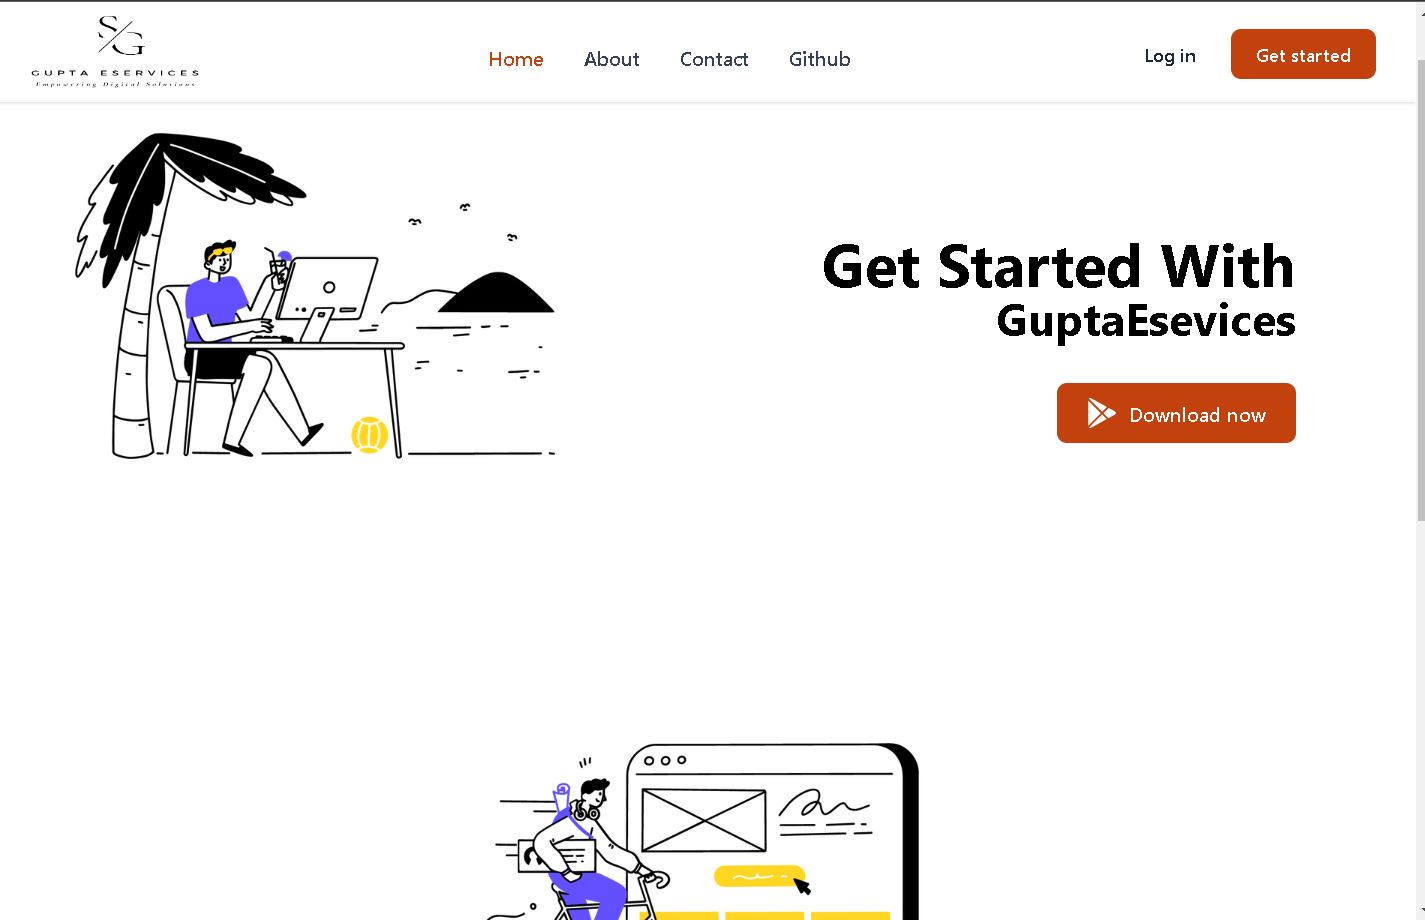 SG
GUPTA ESERVICES
Empowering Digital Solutions
Home About Contact Github
Log in Get started
Get Started With
GuptaEsevices
Download now